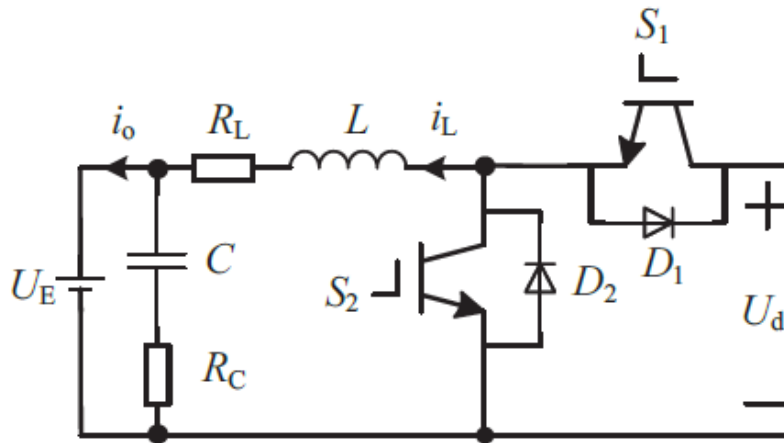 S1
io RL L iL
+
D1
UE C S2 D2 Ud
RC
−